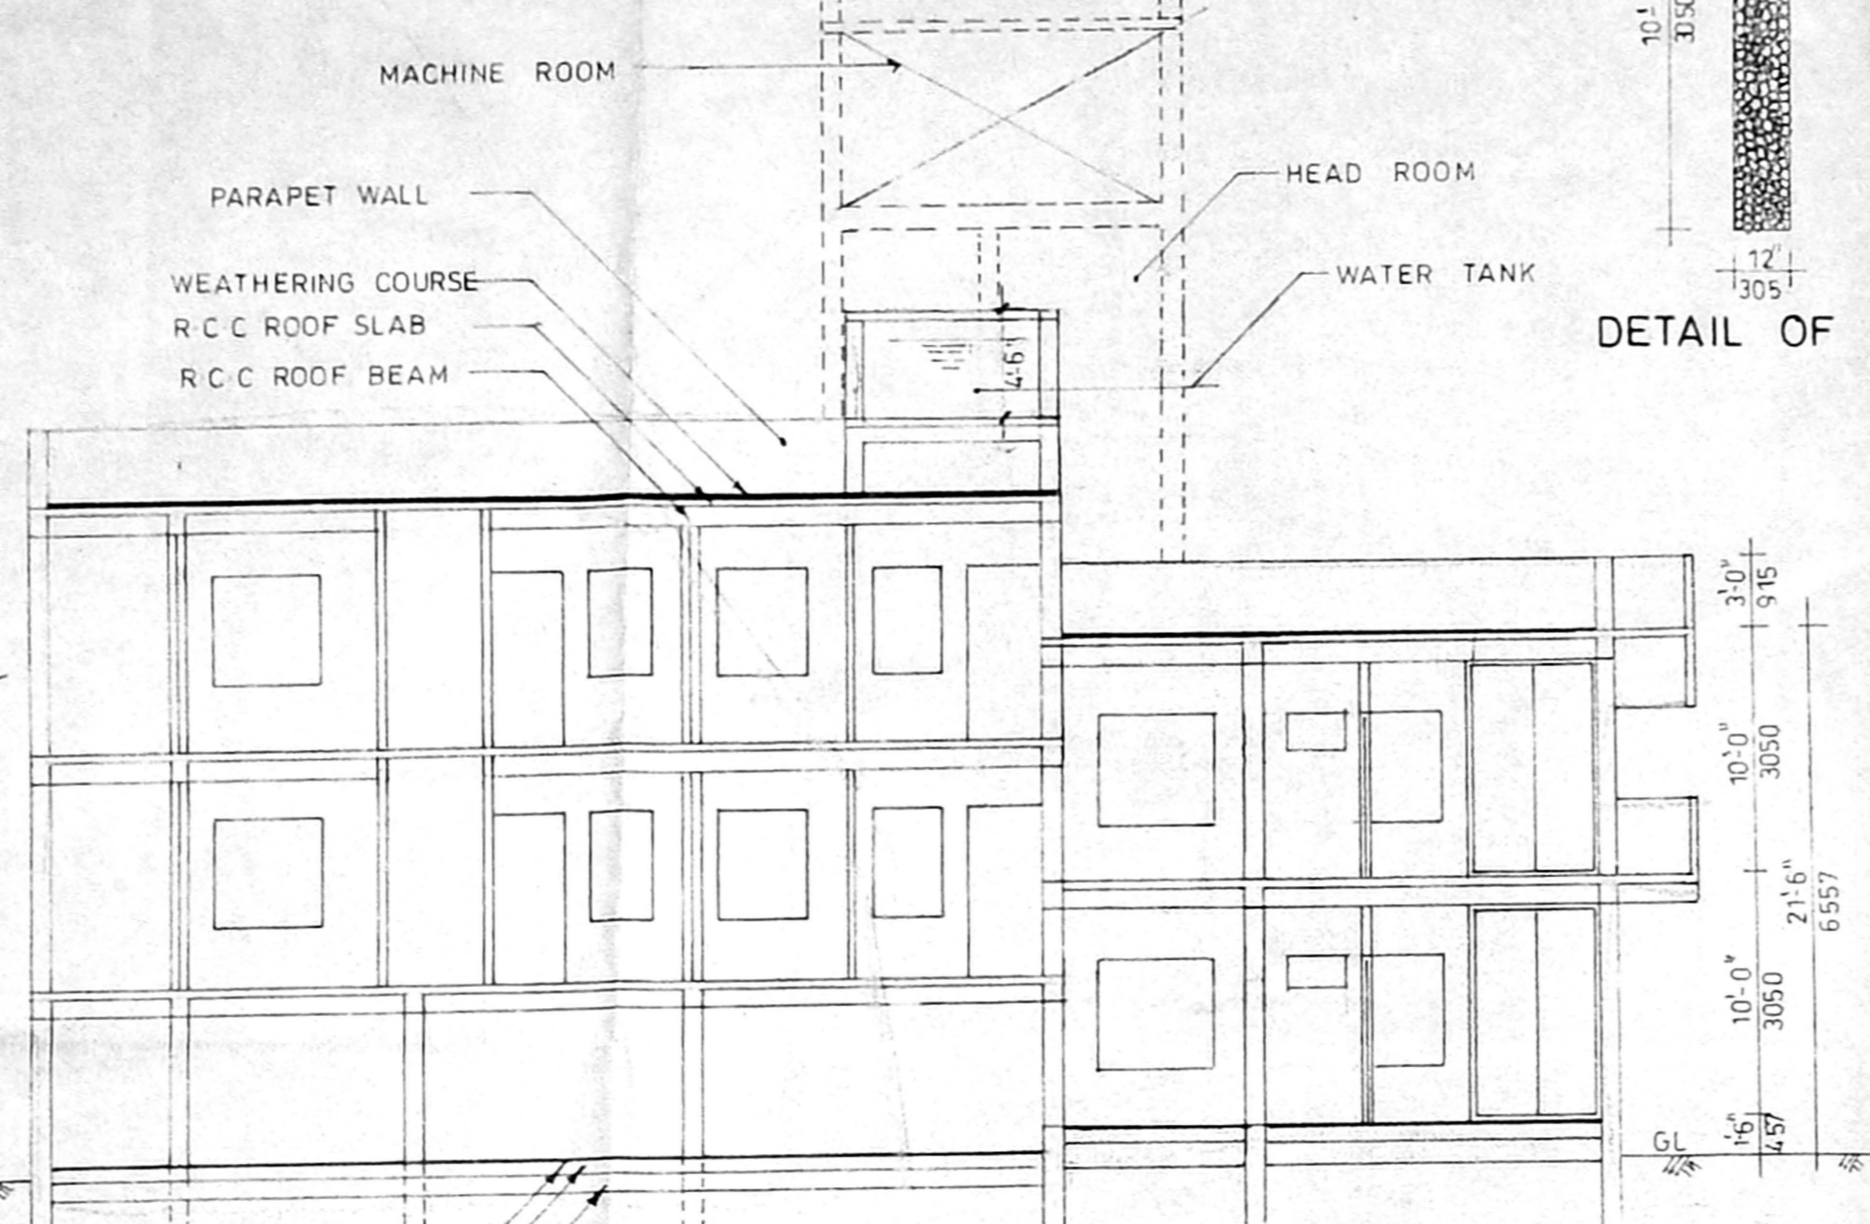 MACHINE ROOM
10'-
3050
PARAPET WALL
HEAD ROOM
WEATHERING COURSE
WATER TANK
12"
305
R.C.C ROOF SLAB
DETAIL OF
R.C.C ROOF BEAM
4'-6"
3'-0"
915
10'-0"
3050
21'-6"
6557
10'-0"
3050
GL
1'-6"
457